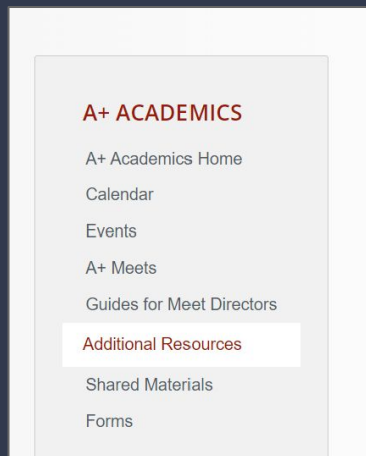 A+ ACADEMICS
A+ Academics Home
Calendar
Events
A+ Meets
Guides for Meet Directors
Additional Resources
Shared Materials
Forms